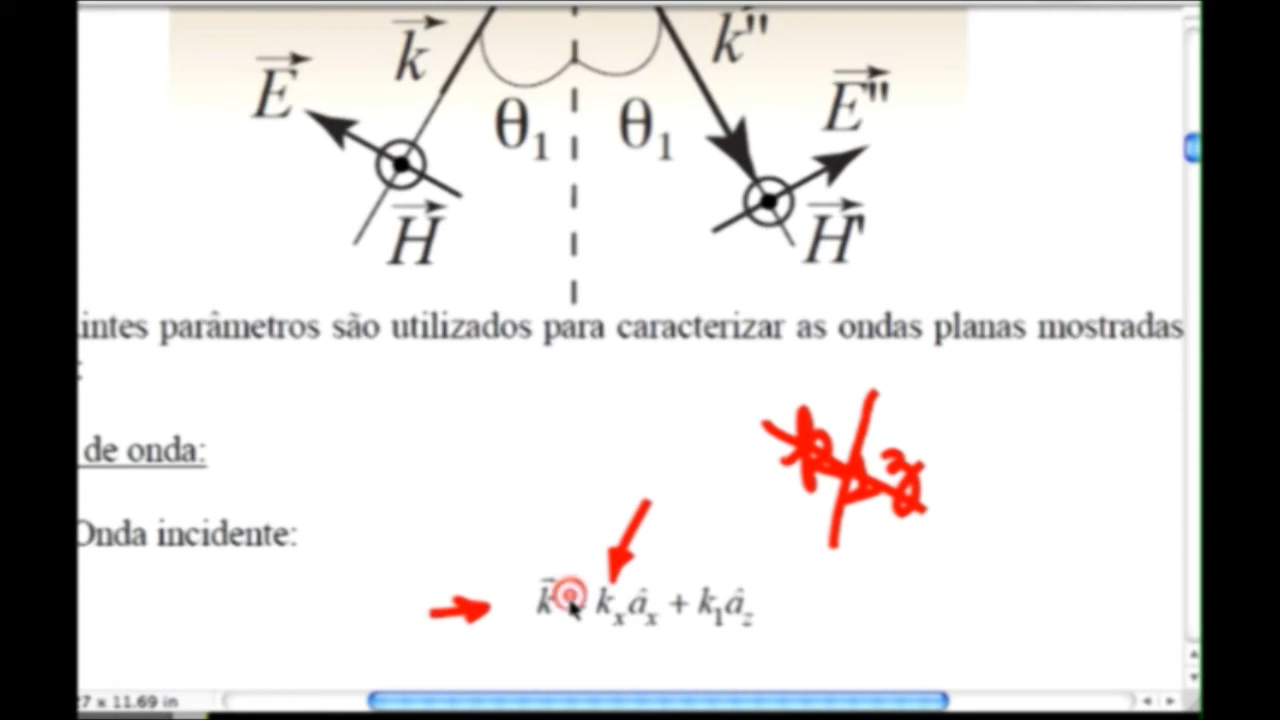 k k"
E E"
θ1 θ1
H H'
intes parâmetros são utilizados para caracterizar as ondas planas mostradas
:
de onda:
Onda incidente:
k kxâx + k1âz
7 x 11.69 in